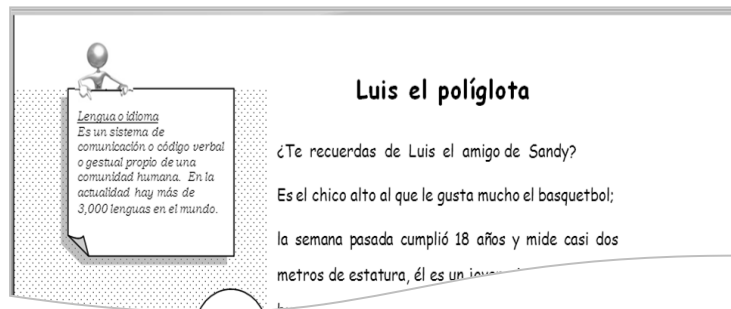 Luis el políglota
Lengua o idioma
Es un sistema de
comunicación o código verbal
o gestual propio de una
comunidad humana. En la
actualidad hay más de
3,000 lenguas en el mundo.
¿Te recuerdas de Luis el amigo de Sandy?
Es el chico alto al que le gusta mucho el basquetbol;
la semana pasada cumplió 18 años y mide casi dos
metros de estatura, él es un